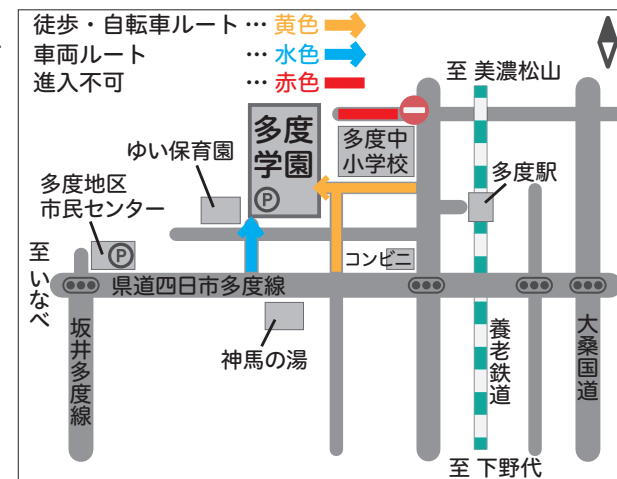 徒歩・自転車ルート … 黄色
車両ルート … 水色
進入不可 … 赤色
至 美濃松山
多度
学園
P
多度中
小学校
ゆい保育園
多度駅
多度地区
市民センター
P
至 いなべ
コンビニ
県道四日市多度線
坂井多度線
神馬の湯
養老鉄道
大桑国道
至 下野代